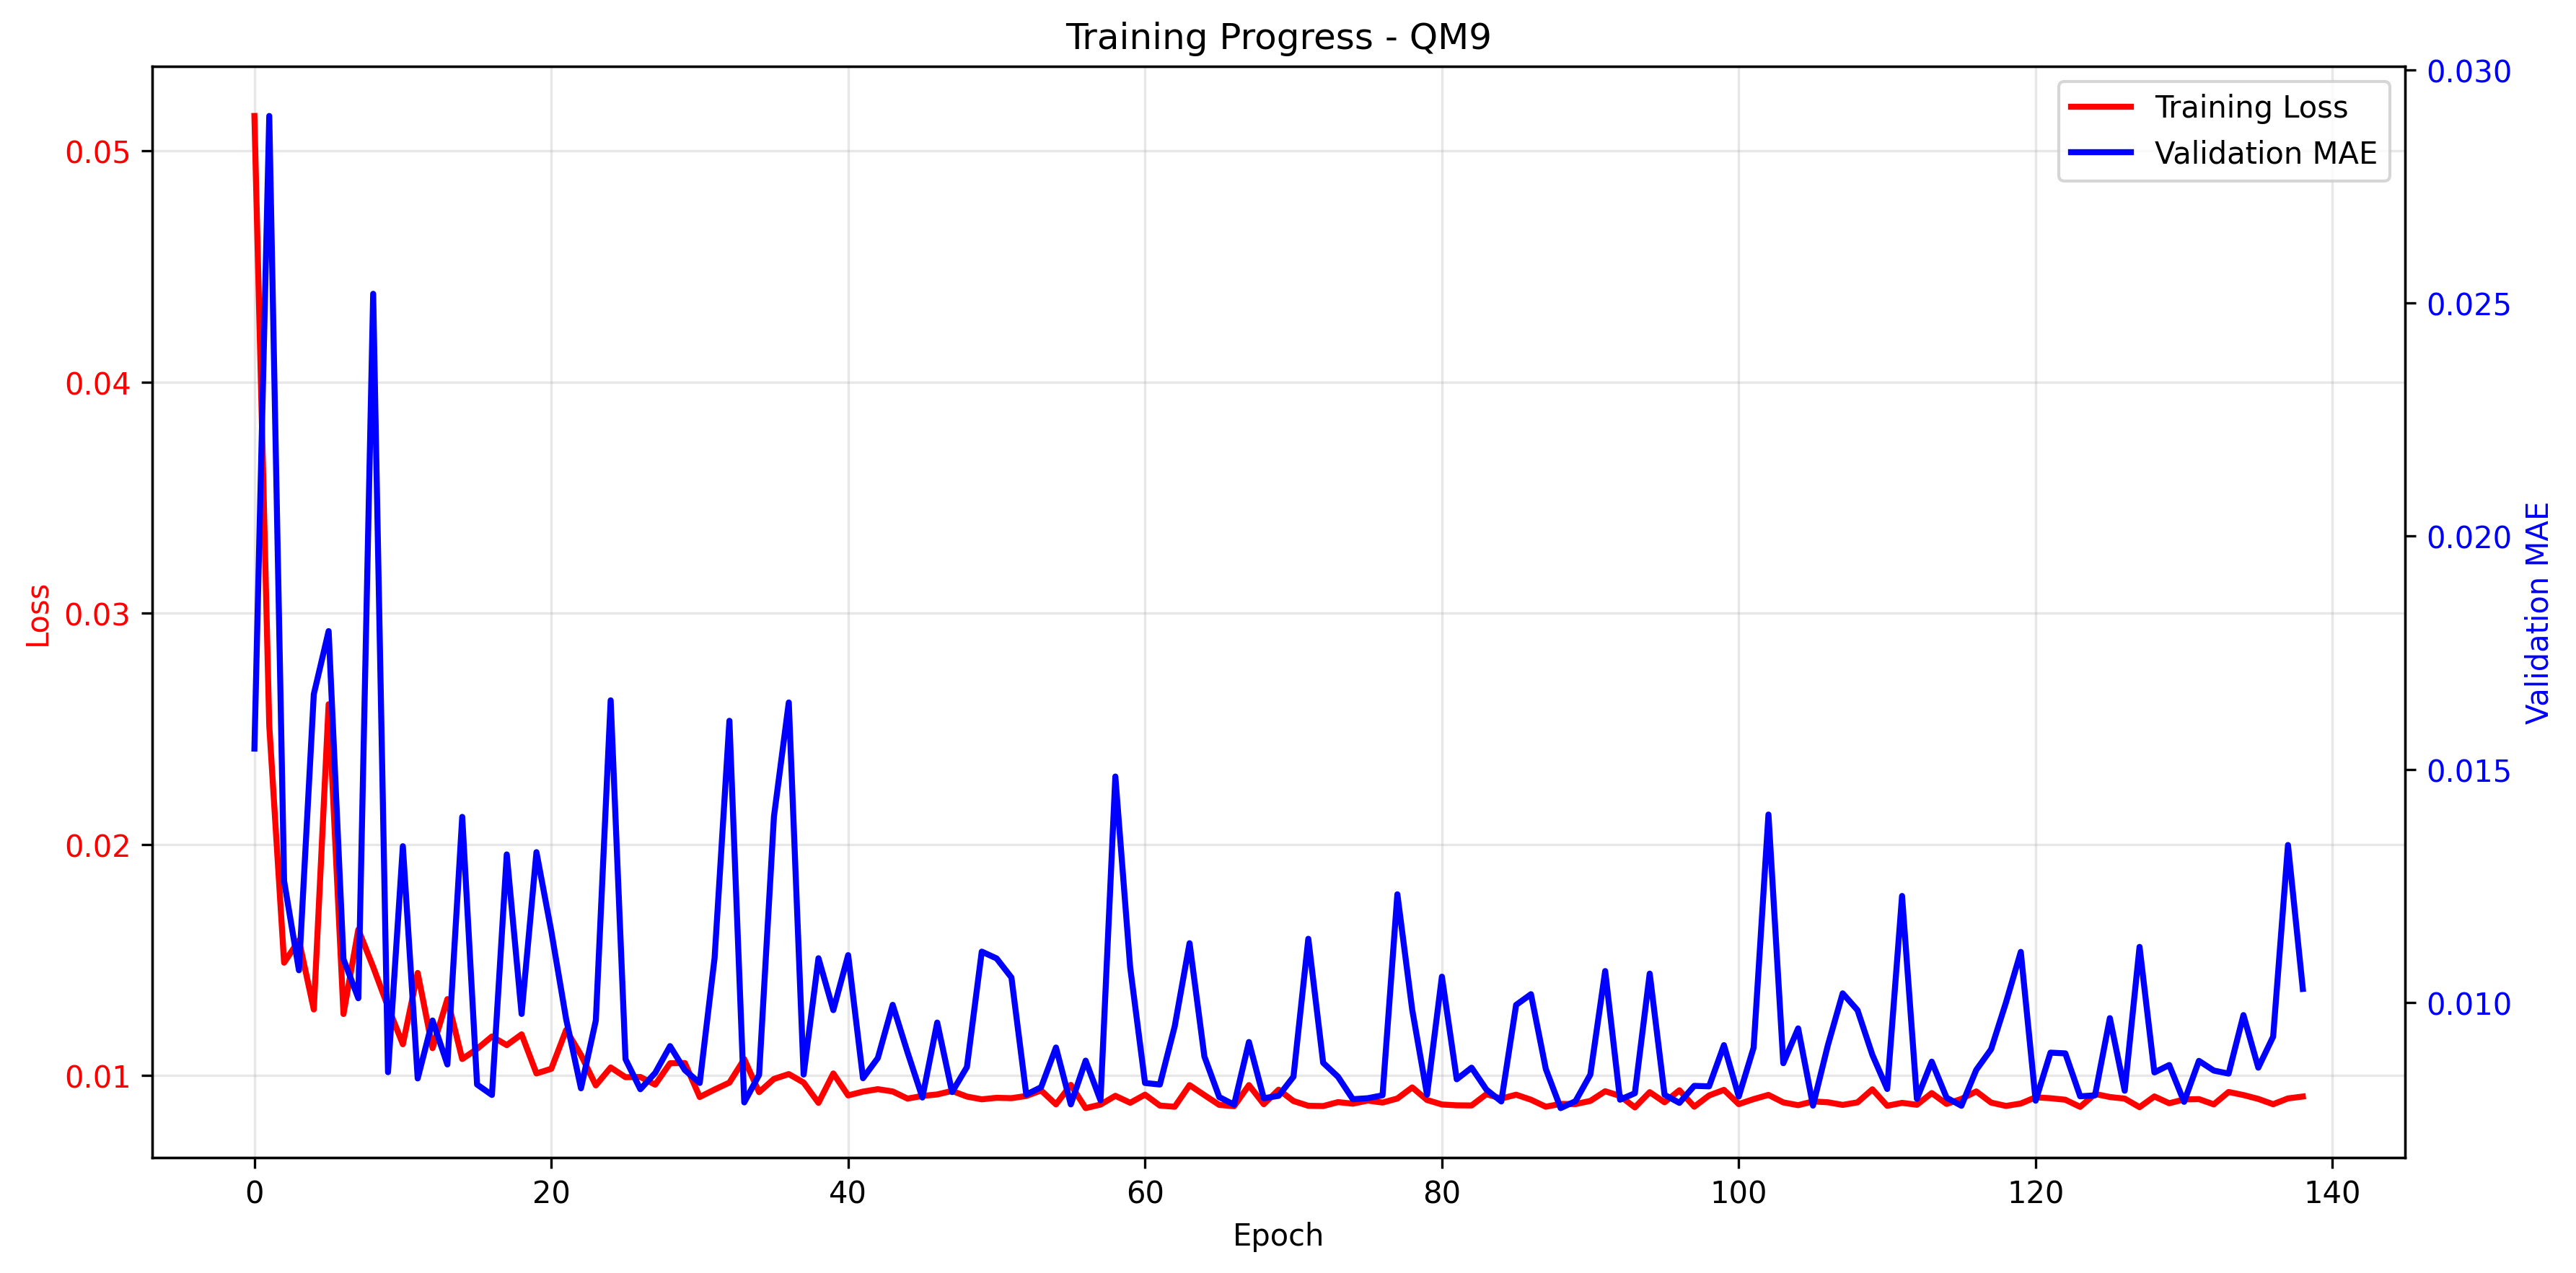 Training Progress - QM9
Training Loss
Validation MAE
Loss
0.05
0.04
0.03
0.02
0.01
0.030
0.025
0.020
0.015
0.010
Validation MAE
0 20 40 60 80 100 120 140
Epoch